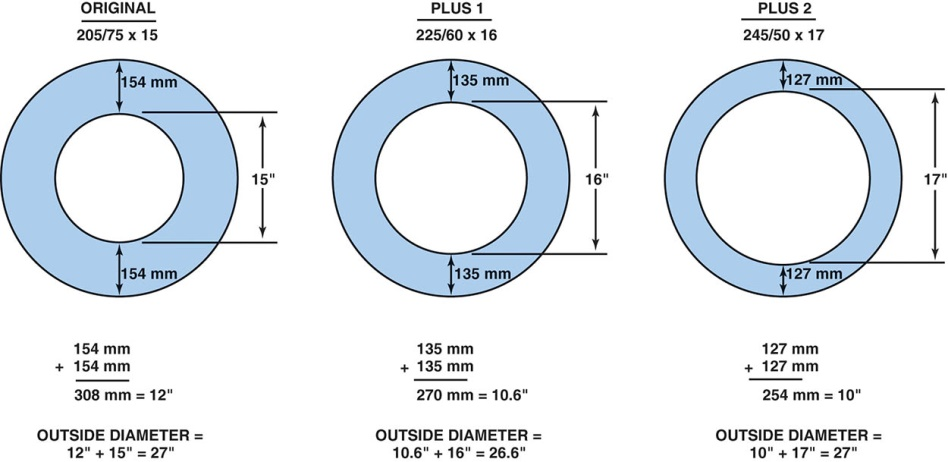 ORIGINAL
205/75 x 15
154 mm
15"
154 mm
154 mm
+ 154 mm
308 mm = 12"
OUTSIDE DIAMETER =
12" + 15" = 27"
PLUS 1
225/60 x 16
135 mm
16"
135 mm
135 mm
+ 135 mm
270 mm = 10.6"
OUTSIDE DIAMETER =
10.6" + 16" = 26.6"
PLUS 2
245/50 x 17
127 mm
17"
127 mm
127 mm
+ 127 mm
254 mm = 10"
OUTSIDE DIAMETER =
10" + 17" = 27"